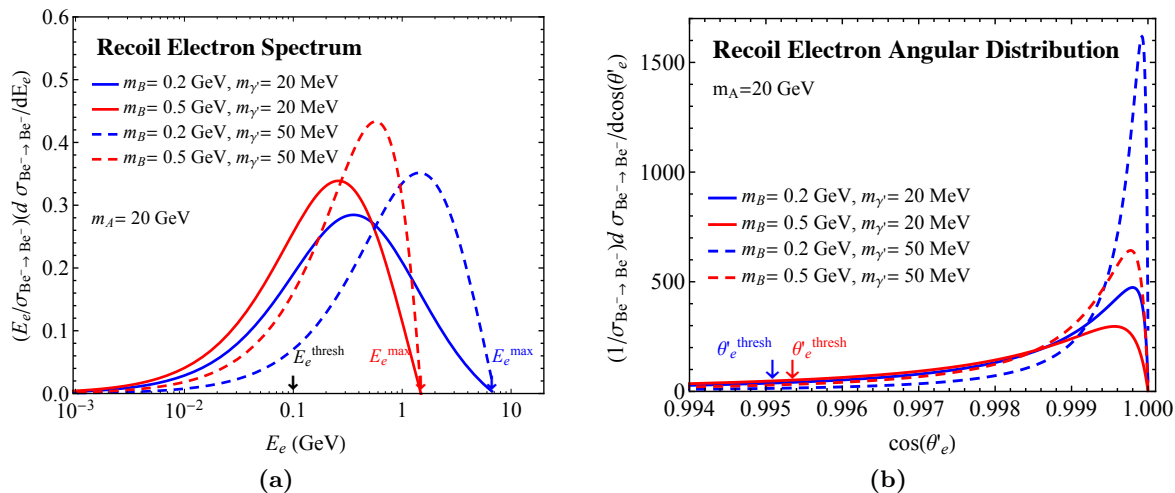 Recoil Electron Spectrum
m_B= 0.2 GeV, m_γ'= 20 MeV
m_B= 0.5 GeV, m_γ'= 20 MeV
m_B= 0.2 GeV, m_γ'= 50 MeV
m_B= 0.5 GeV, m_γ'= 50 MeV
m_A= 20 GeV
E_e^thresh
E_e^max
E_e^max
(E_e/σ_Be⁻→Be⁻)(d σ_Be⁻→Be⁻/dE_e)
0.6
0.5
0.4
0.3
0.2
0.1
0.0
10⁻³
10⁻²
0.1
1
10
E_e (GeV)
(a)
Recoil Electron Angular Distribution
m_A=20 GeV
m_B= 0.2 GeV, m_γ'= 20 MeV
m_B= 0.5 GeV, m_γ'= 20 MeV
m_B= 0.2 GeV, m_γ'= 50 MeV
m_B= 0.5 GeV, m_γ'= 50 MeV
θ'_e^thresh
θ'_e^thresh
(1/σ_Be⁻→Be⁻)d σ_Be⁻→Be⁻/dcos(θ'_e)
1500
1000
500
0
0.994
0.995
0.996
0.997
0.998
0.999
1.000
cos(θ'_e)
(b)